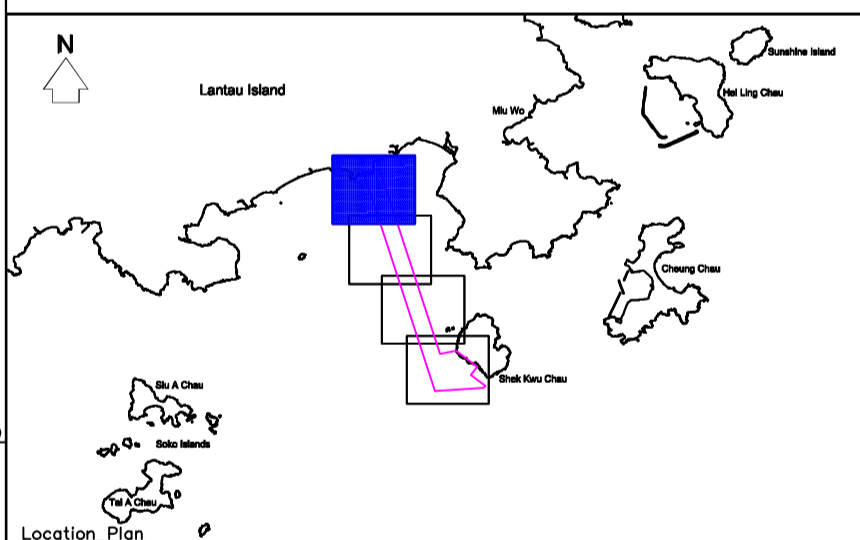 N
Sunshine Island
Lantau Island
Hei Ling Chau
Miu Wo
Cheung Chau
Shek Kwu Chau
Siu A Chau
Soko Islands
Tai A Chau
Location Plan